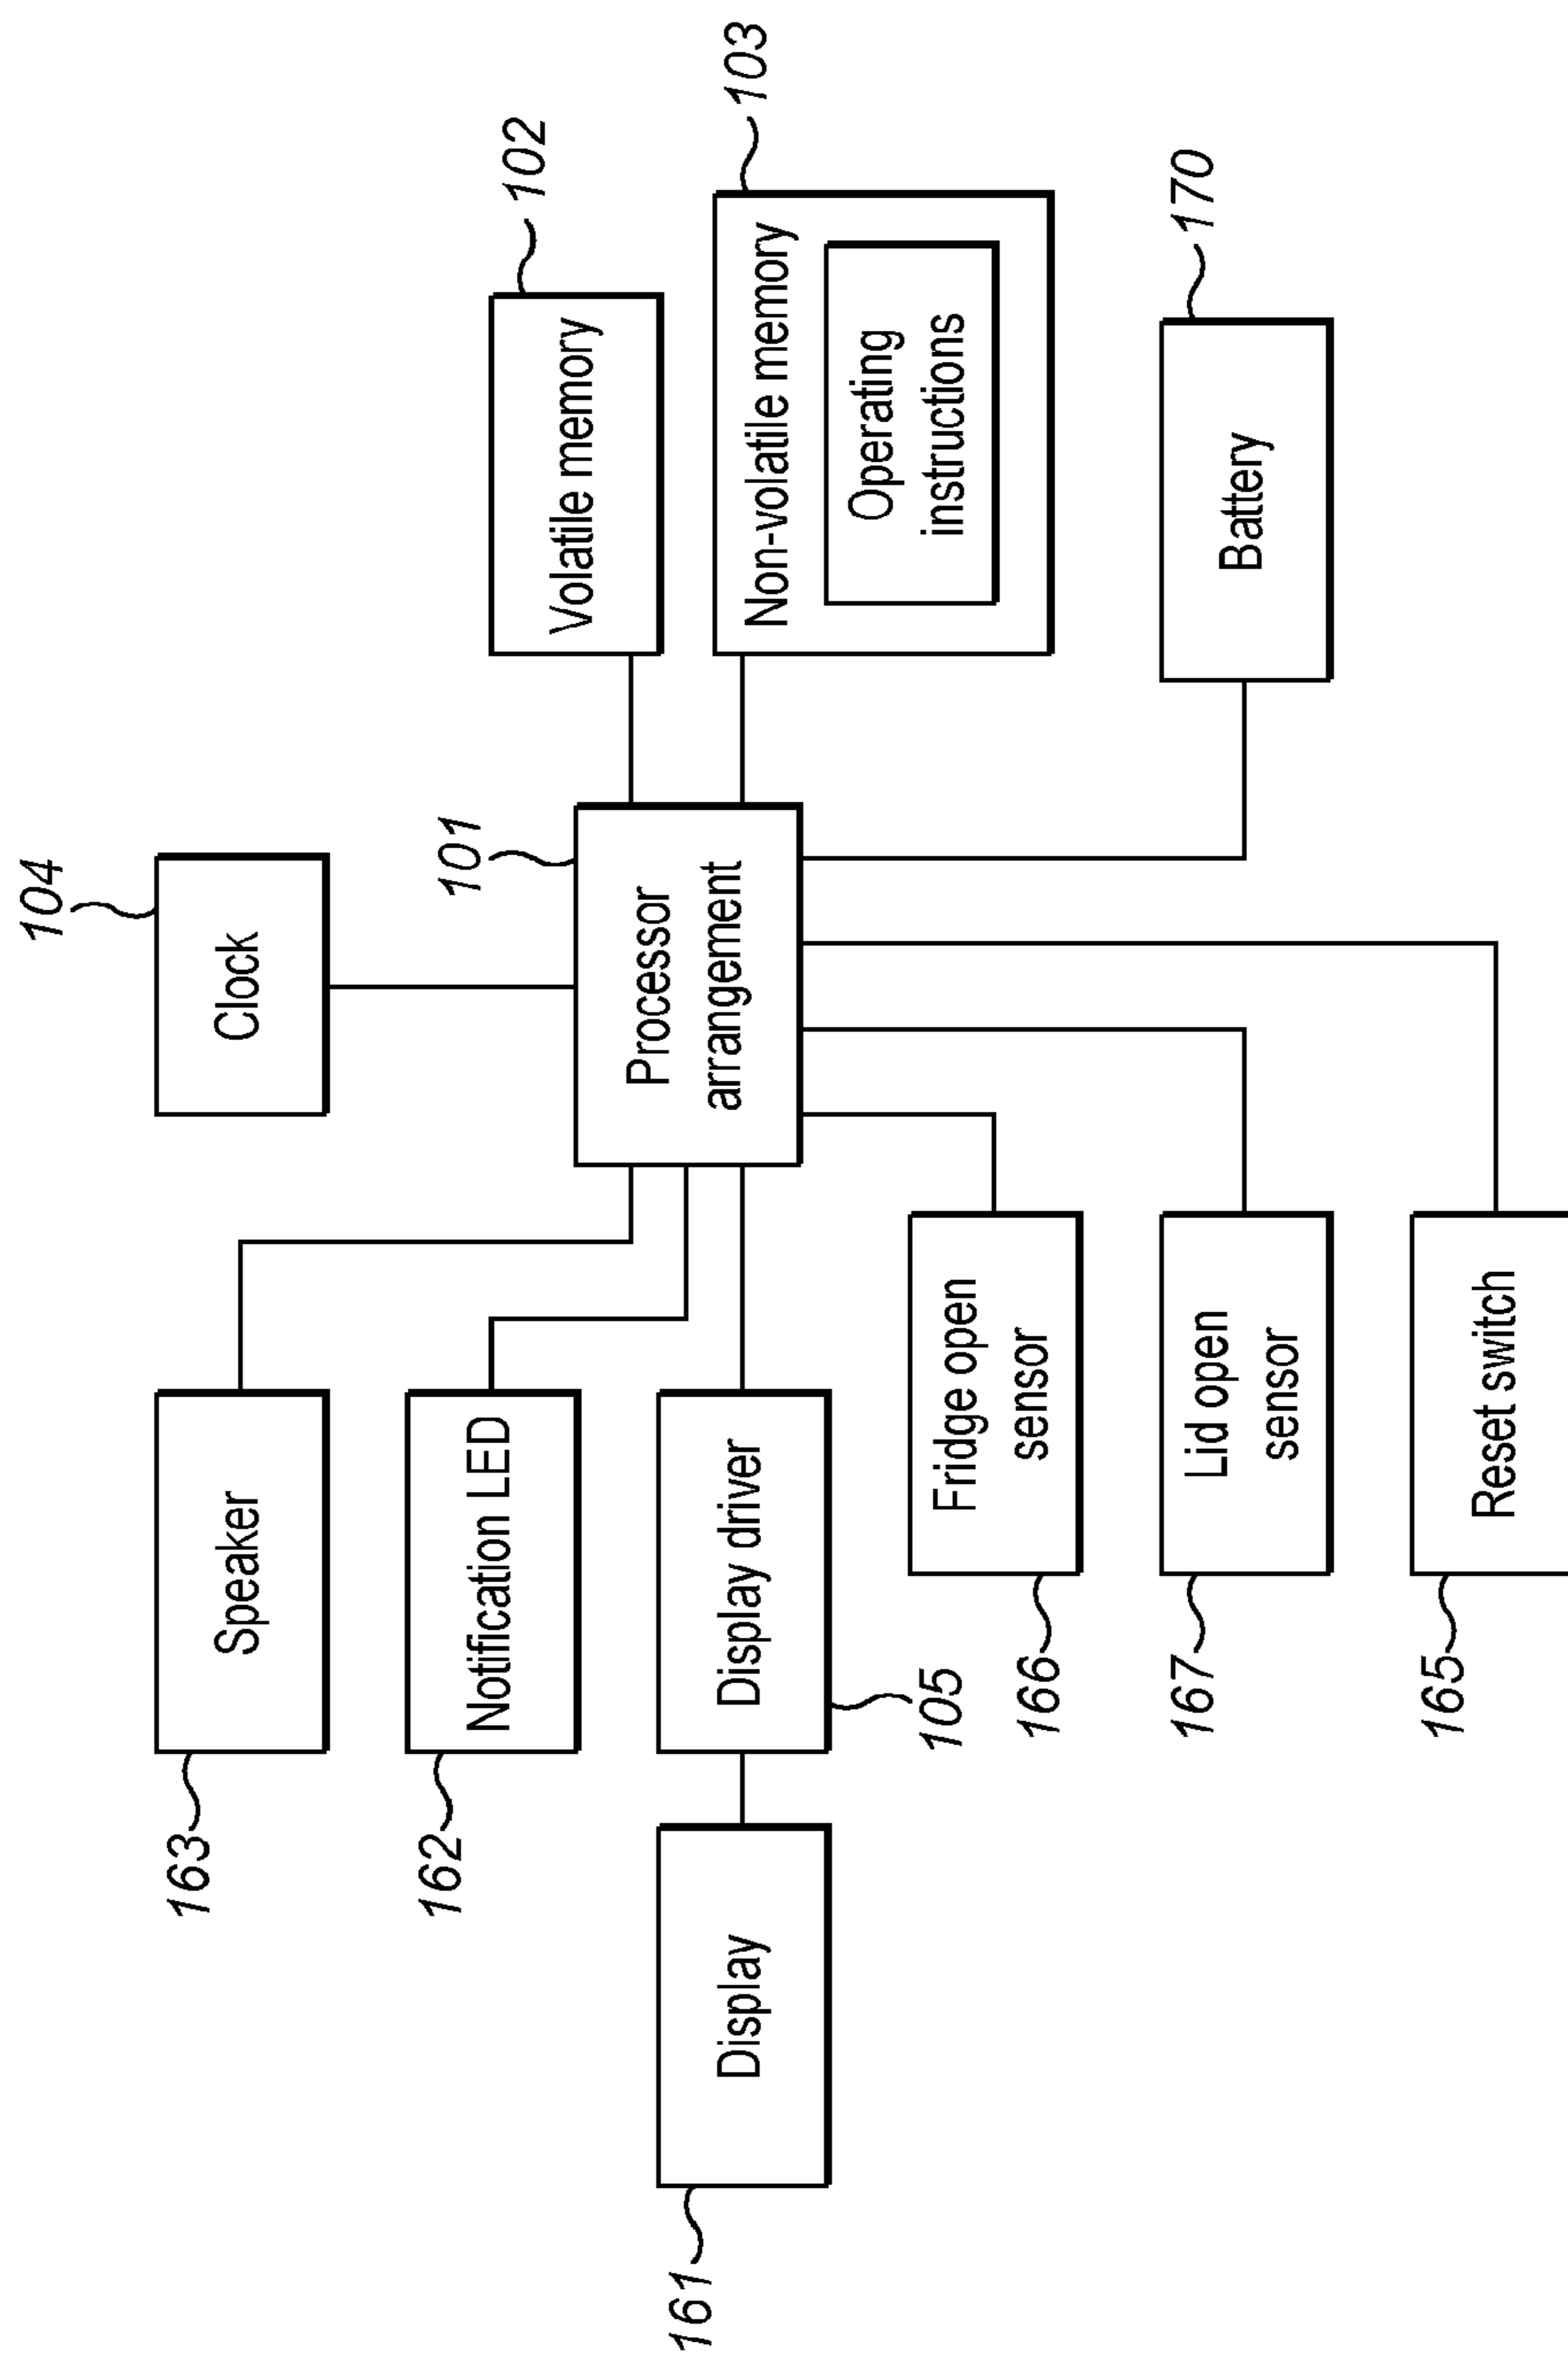 104
Clock
163
Speaker
101
102
Volatile memory
162
Notification LED
Processor
arrangement
103
Non-volatile memory
Operating
instructions
161
Display
Display driver
105
166
Fridge open
sensor
167
Lid open
sensor
170
Battery
165
Reset switch